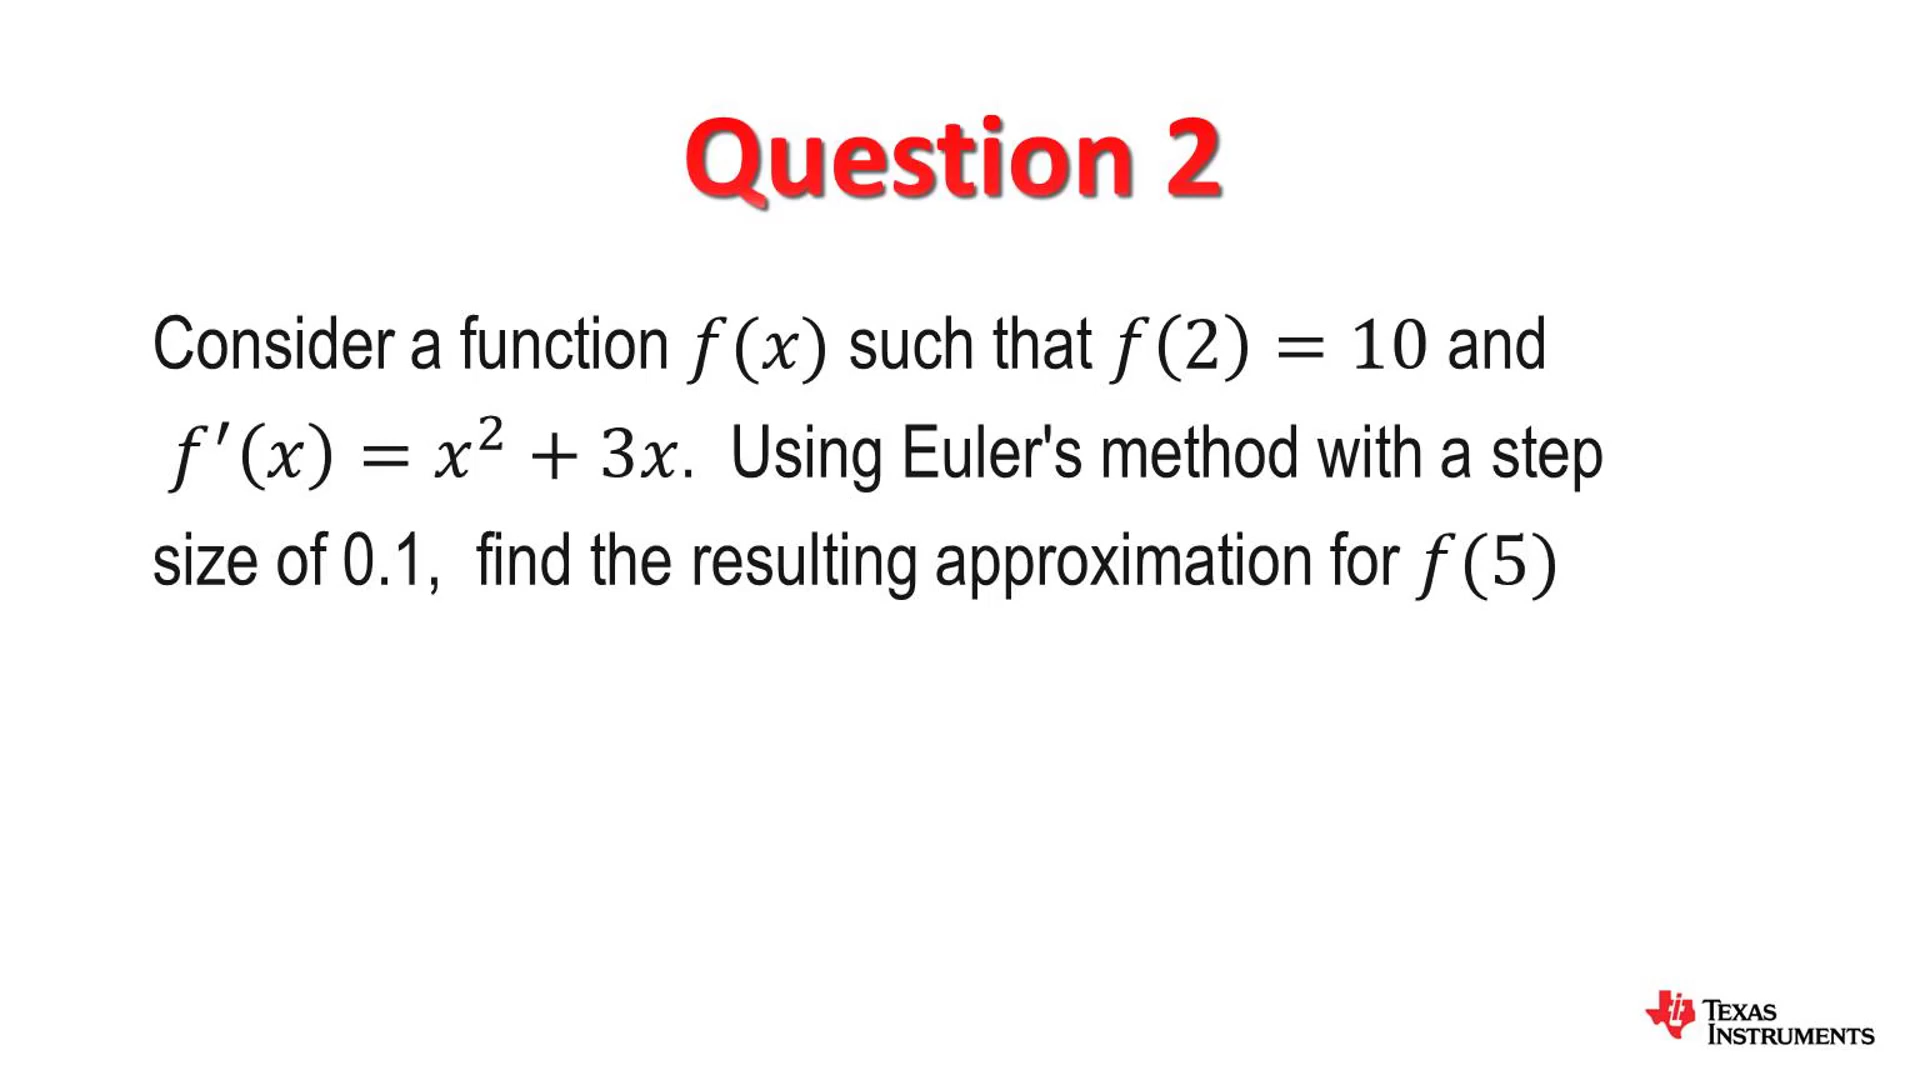 Question 2
Consider a function f(x) such that f(2) = 10 and
f′(x) = x² + 3x. Using Euler's method with a step
size of 0.1, find the resulting approximation for f(5)
TEXAS
INSTRUMENTS